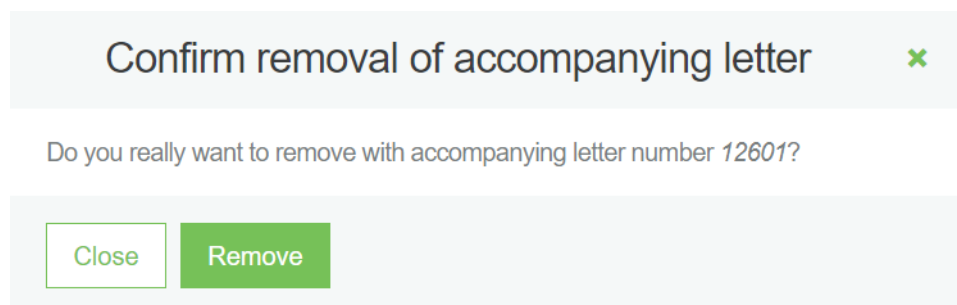 Confirm removal of accompanying letter
Do you really want to remove with accompanying letter number 12601?
Close
Remove